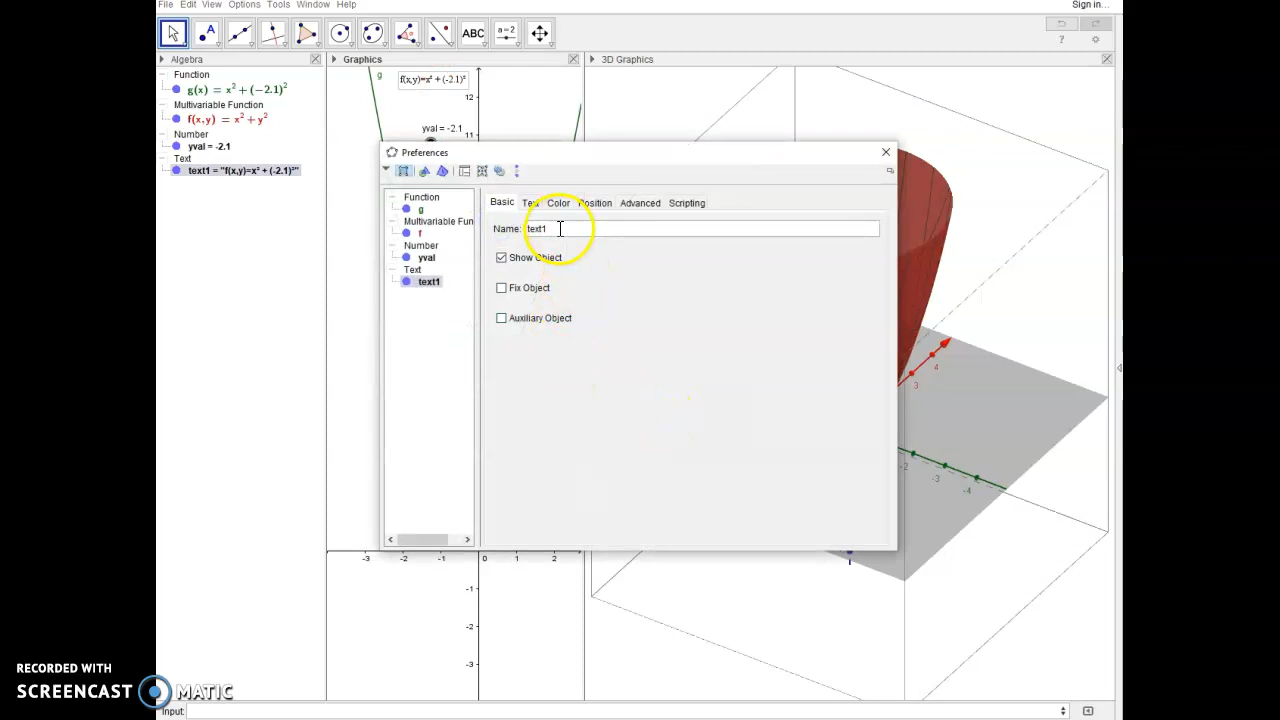 File Edit View Options Tools Window Help
Sign in...
ABC
a=2
?
Algebra
Graphics
3D Graphics
Function
g(x) = x² + (−2.1)²
Multivariable Function
f(x,y) = x² + y²
Number
yval = -2.1
Text
text1 = "f(x,y)=x² + (-2.1)²"
g
f(x,y)=x² + (-2.1)²
12
yval = -2.1
11
Preferences
Function
g
Multivariable Fun
f
Number
yval
Text
text1
Basic Text Color Position Advanced Scripting
Name: text1
Show Object
Fix Object
Auxiliary Object
4
3
-2
-3
-4
-3 -2 -1 0 1 2
-1
-2
-3
RECORDED WITH
SCREENCAST MATIC
Input: